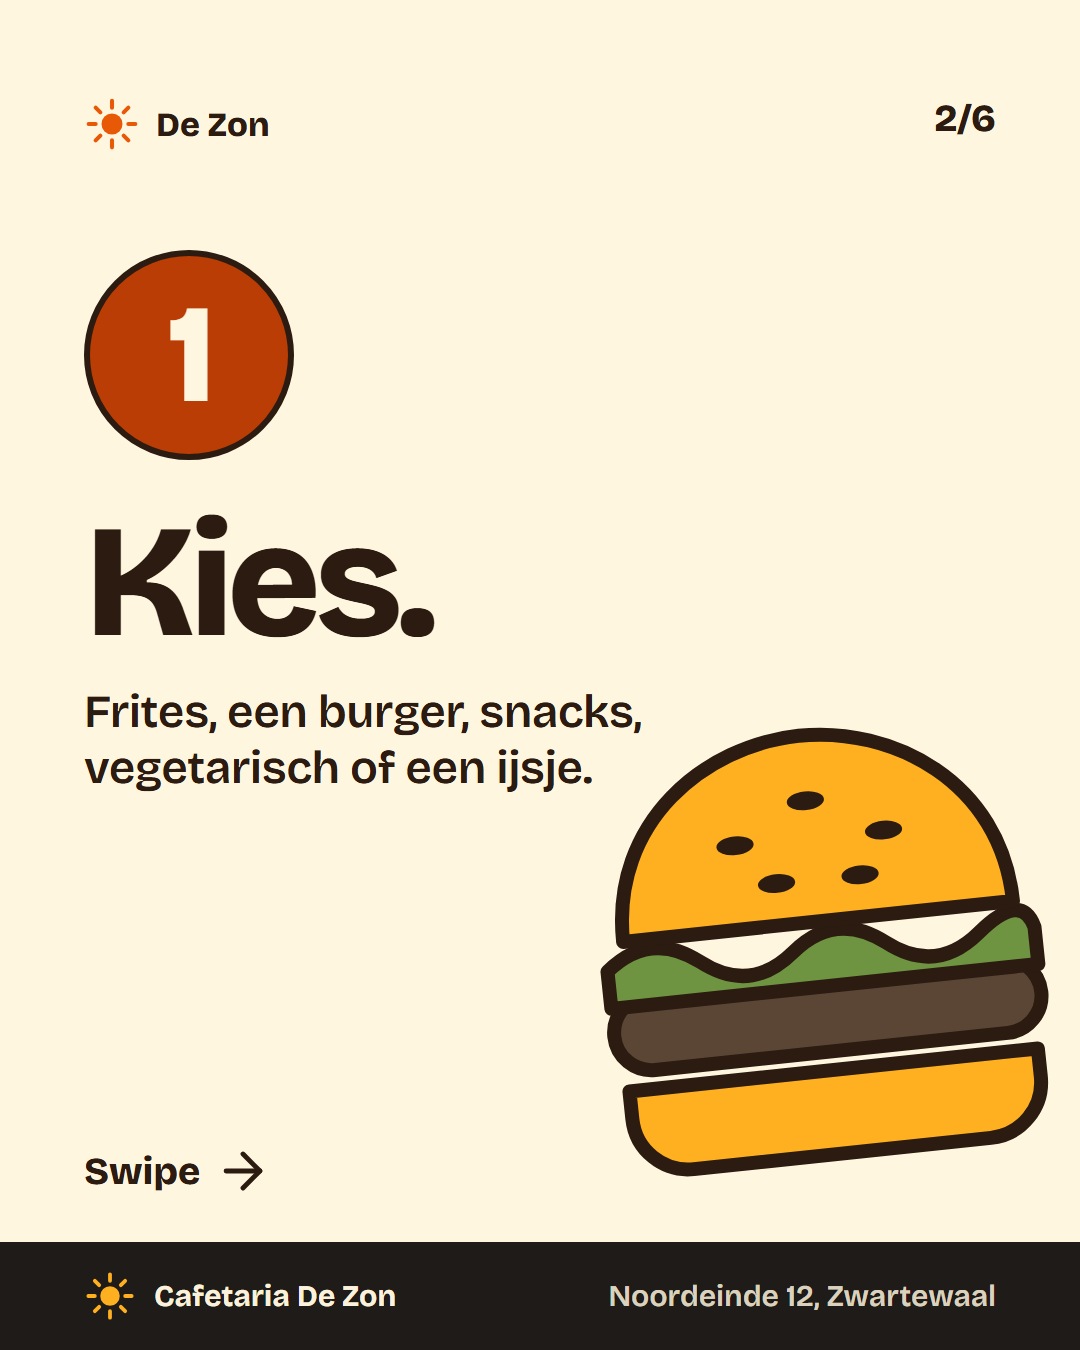 De Zon
2/6
1
Kies.
Frites, een burger, snacks,
vegetarisch of een ijsje.
Swipe
Cafetaria De Zon
Noordeinde 12, Zwartewaal